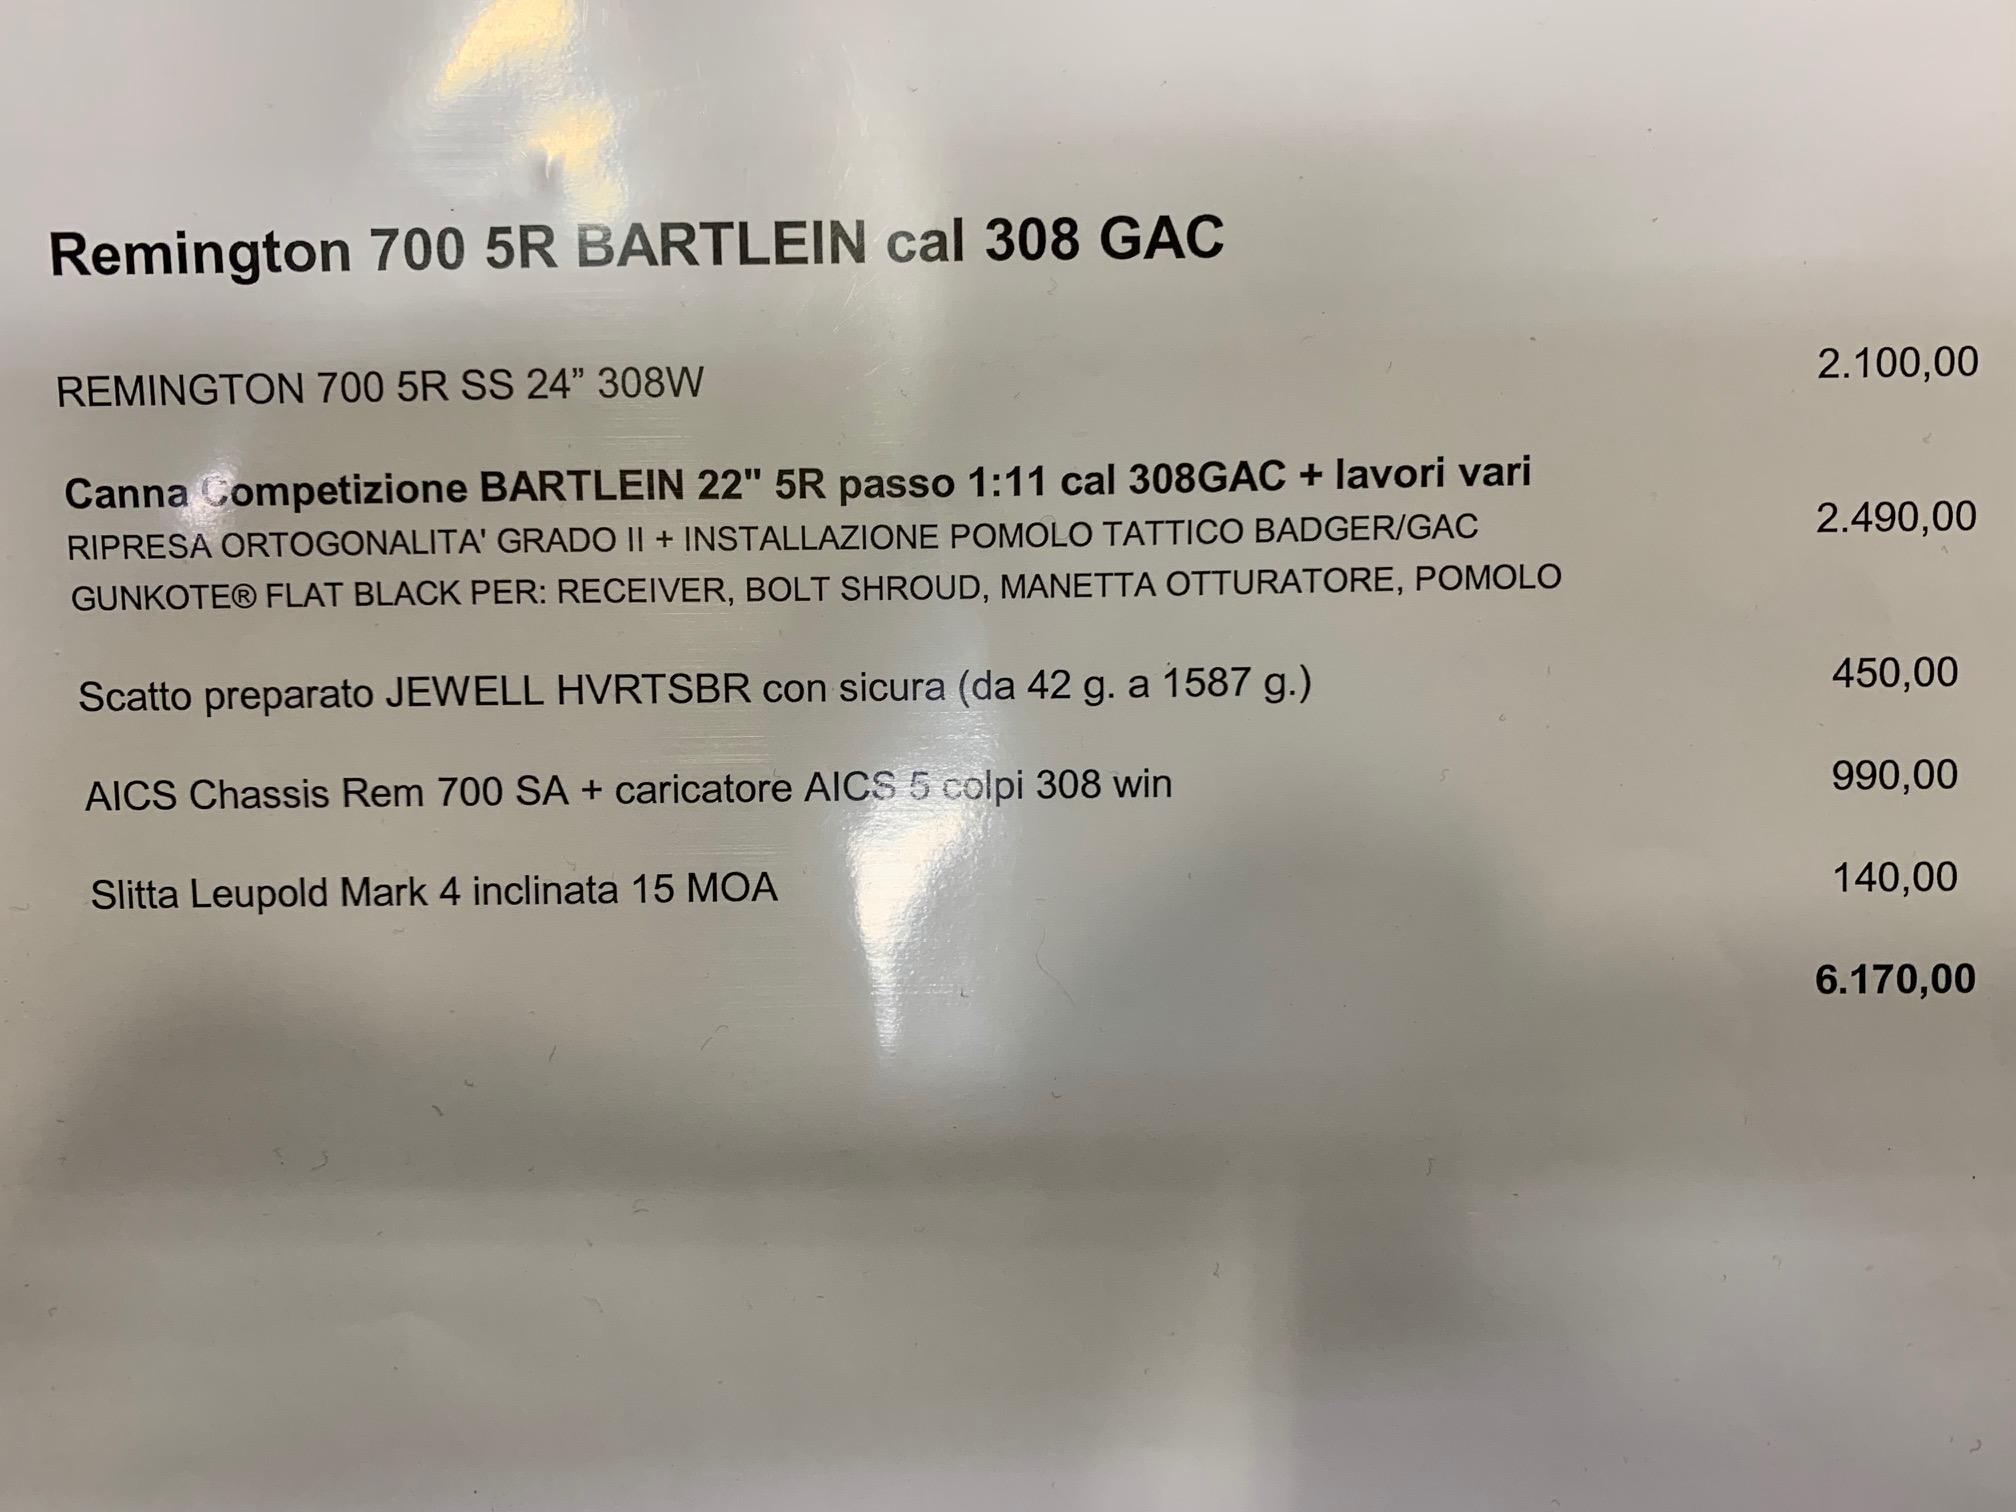 Remington 700 5R BARTLEIN cal 308 GAC
REMINGTON 700 5R SS 24” 308W 2.100,00
Canna Competizione BARTLEIN 22" 5R passo 1:11 cal 308GAC + lavori vari
RIPRESA ORTOGONALITA' GRADO II + INSTALLAZIONE POMOLO TATTICO BADGER/GAC 2.490,00
GUNKOTE® FLAT BLACK PER: RECEIVER, BOLT SHROUD, MANETTA OTTURATORE, POMOLO
Scatto preparato JEWELL HVRTSBR con sicura (da 42 g. a 1587 g.) 450,00
AICS Chassis Rem 700 SA + caricatore AICS 5 colpi 308 win 990,00
Slitta Leupold Mark 4 inclinata 15 MOA 140,00
6.170,00